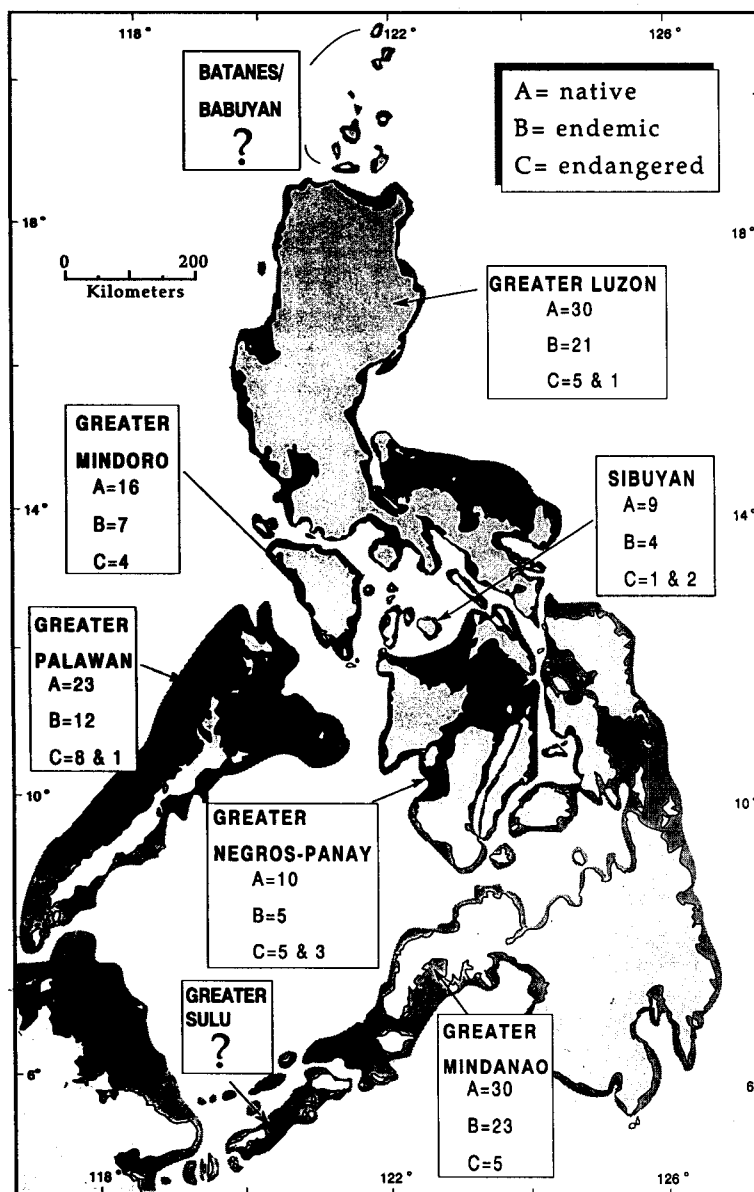 118°
122°
126°
BATANES/
BABUYAN
?
A= native
B= endemic
C= endangered
18°
18°
0
200
Kilometers
GREATER LUZON
A=30
B=21
C=5 & 1
GREATER
MINDORO
A=16
B=7
C=4
SIBUYAN
A=9
B=4
C=1 & 2
14°
14°
GREATER
PALAWAN
A=23
B=12
C=8 & 1
10°
10°
GREATER
NEGROS-PANAY
A=10
B=5
C=5 & 3
GREATER
SULU
?
GREATER
MINDANAO
A=30
B=23
C=5
6°
6
118°
122°
126°